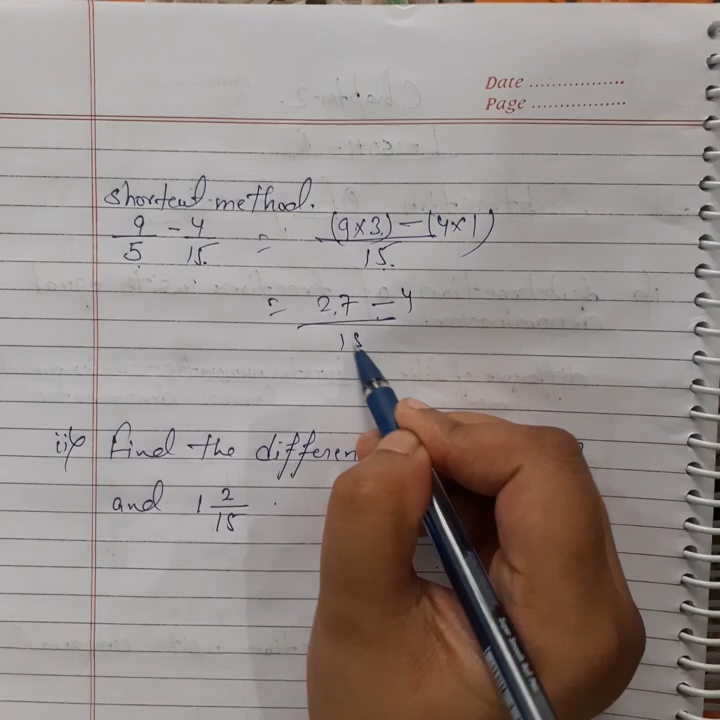 Date ................
Page ................
Shortcut method.
9/5 - 4/15 = (9×3) - (4×1) / 15
= 27 - 4 / 15
ii) Find the differen
and 1 2/15